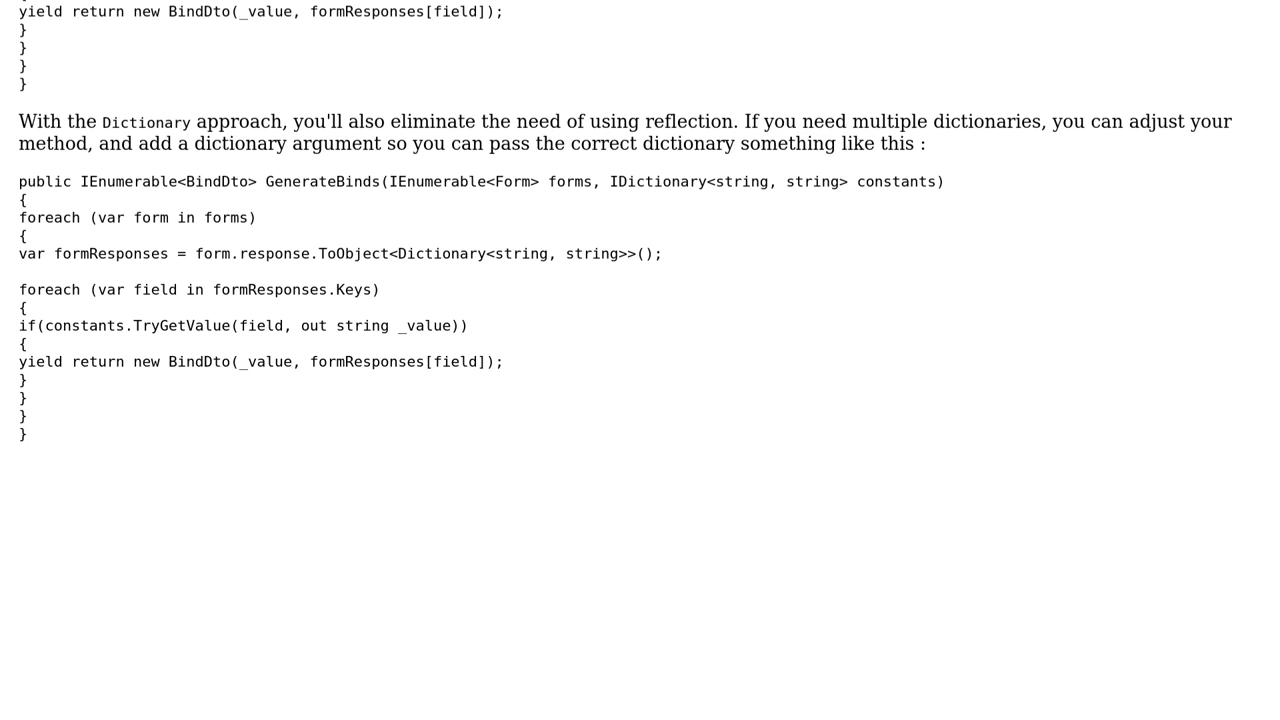 yield return new BindDto(_value, formResponses[field]);
}
}
}
}
With the Dictionary approach, you'll also eliminate the need of using reflection. If you need multiple dictionaries, you can adjust your
method, and add a dictionary argument so you can pass the correct dictionary something like this :
public IEnumerable<BindDto> GenerateBinds(IEnumerable<Form> forms, IDictionary<string, string> constants)
{
foreach (var form in forms)
{
var formResponses = form.response.ToObject<Dictionary<string, string>>();
foreach (var field in formResponses.Keys)
{
if(constants.TryGetValue(field, out string _value))
{
yield return new BindDto(_value, formResponses[field]);
}
}
}
}